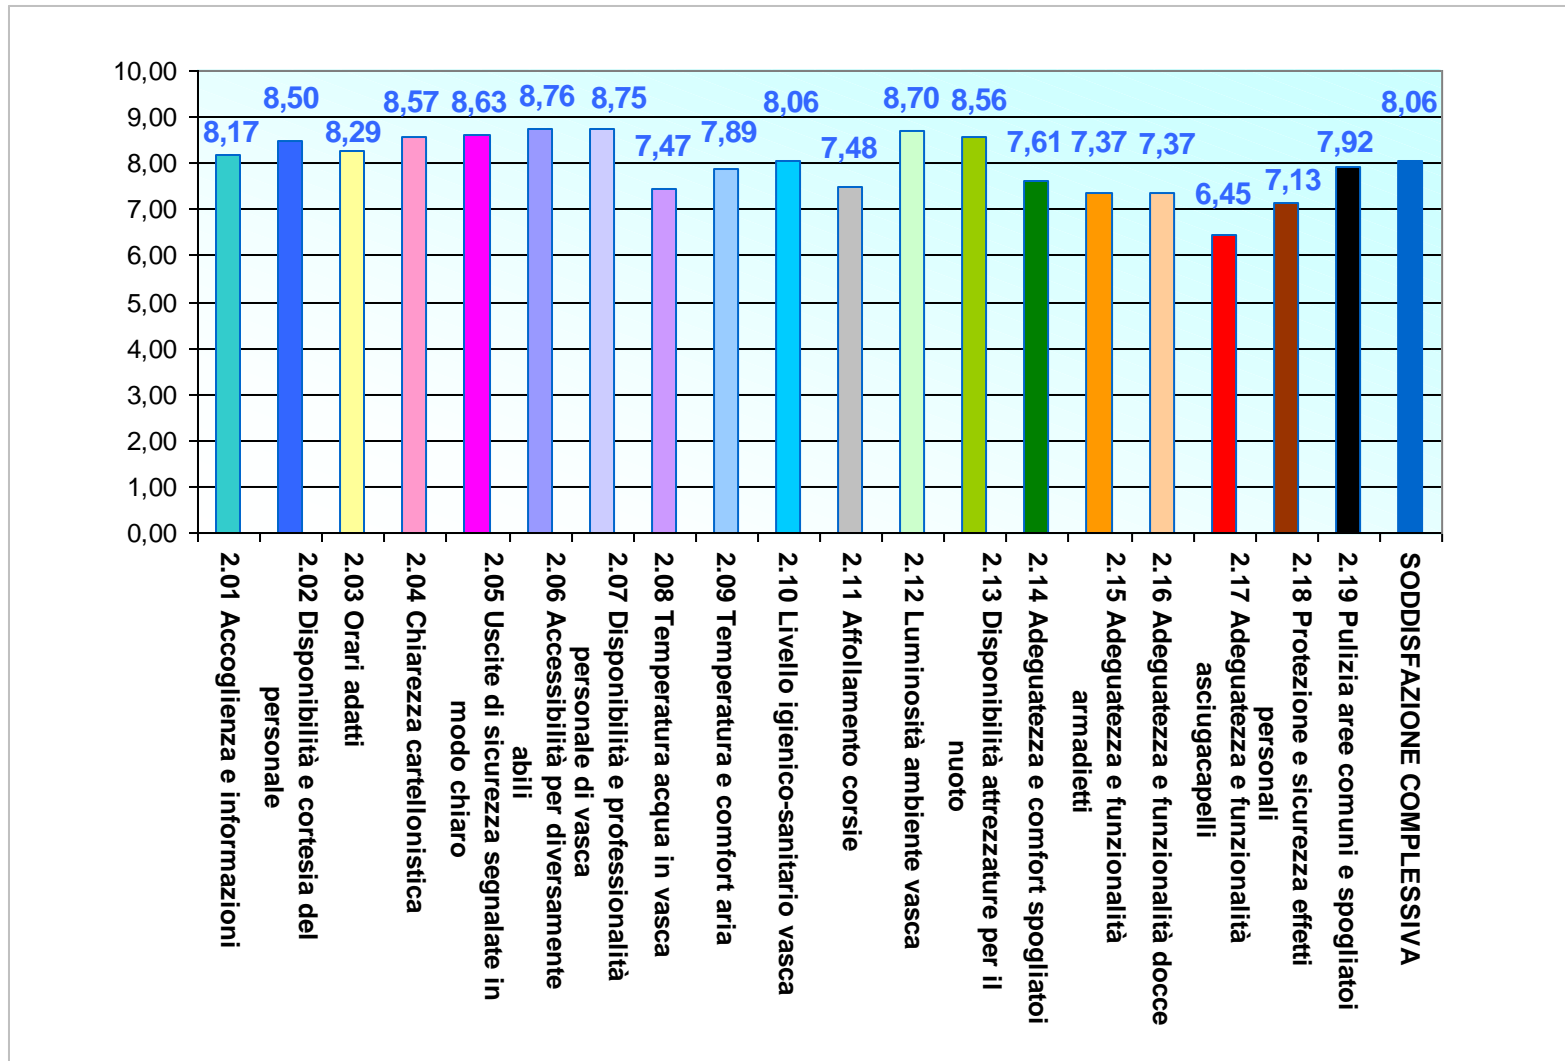 10,00
9,00
8,00
7,00
6,00
5,00
4,00
3,00
2,00
1,00
0,00
8,17
8,50
8,29
8,57
8,63
8,76
8,75
7,47
7,89
8,06
7,48
8,70
8,56
7,61
7,37
7,37
6,45
7,13
7,92
8,06
2.01 Accoglienza e informazioni
2.02 Disponibilità e cortesia del
personale
2.03 Orari adatti
2.04 Chiarezza cartellonistica
2.05 Uscite di sicurezza segnalate in
modo chiaro
2.06 Accessibilità per diversamente
abili
2.07 Disponibilità e professionalità
personale di vasca
2.08 Temperatura acqua in vasca
2.09 Temperatura e comfort aria
2.10 Livello igienico-sanitario vasca
2.11 Affollamento corsie
2.12 Luminosità ambiente vasca
2.13 Disponibilità attrezzature per il
nuoto
2.14 Adeguatezza e comfort spogliatoi
2.15 Adeguatezza e funzionalità
armadietti
2.16 Adeguatezza e funzionalità docce
2.17 Adeguatezza e funzionalità
asciugacapelli
2.18 Protezione e sicurezza effetti
personali
2.19 Pulizia aree comuni e spogliatoi
SODDISFAZIONE COMPLESSIVA